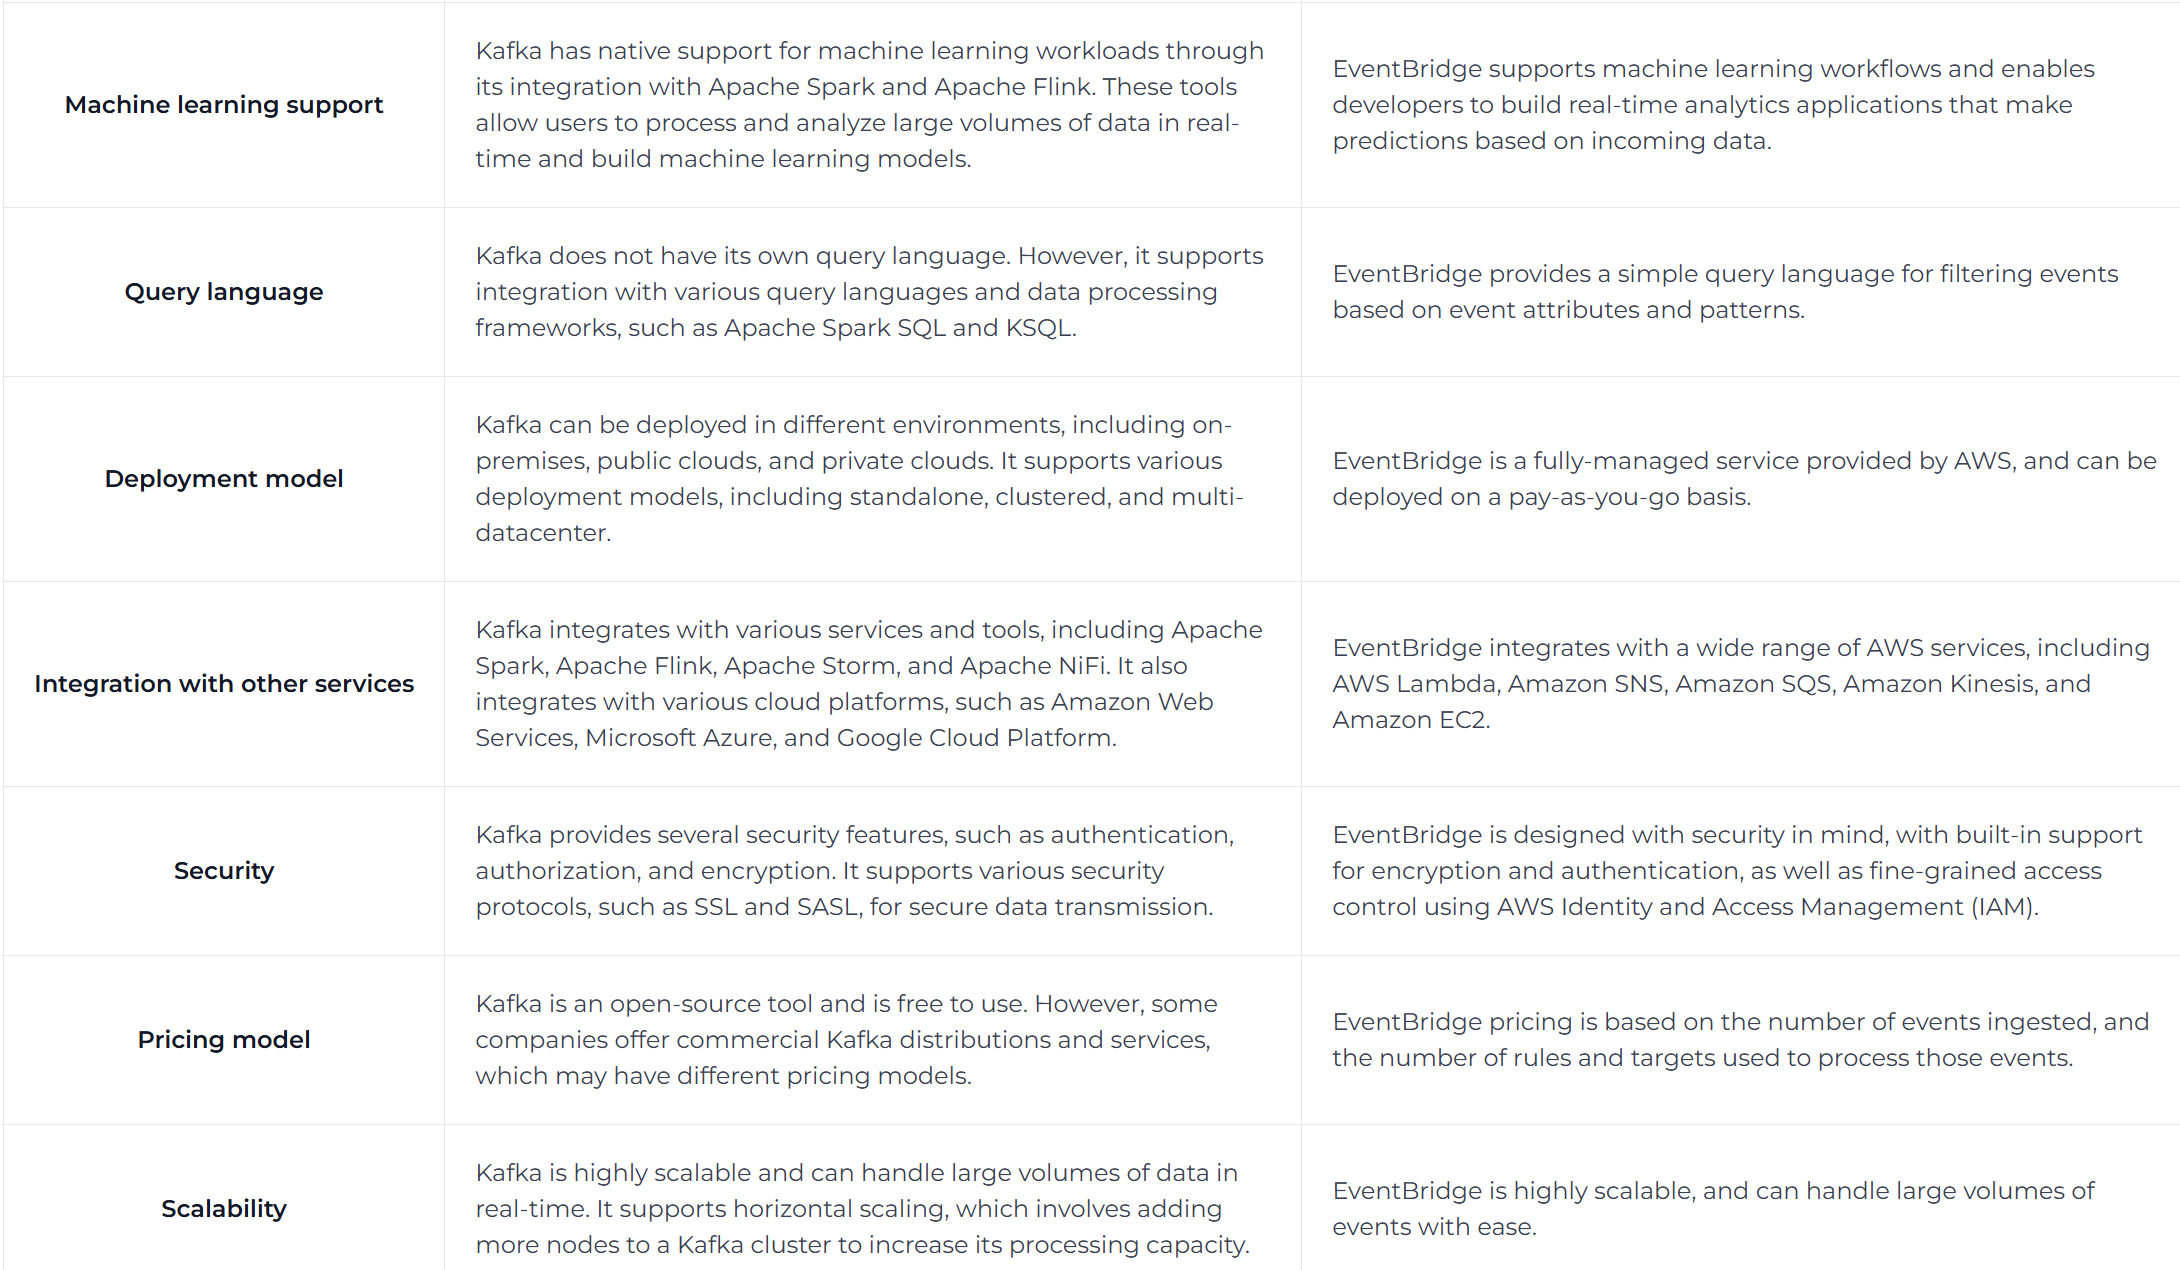 Machine learning support
Kafka has native support for machine learning workloads through
its integration with Apache Spark and Apache Flink. These tools
allow users to process and analyze large volumes of data in real-
time and build machine learning models.
EventBridge supports machine learning workflows and enables
developers to build real-time analytics applications that make
predictions based on incoming data.
Query language
Kafka does not have its own query language. However, it supports
integration with various query languages and data processing
frameworks, such as Apache Spark SQL and KSQL.
EventBridge provides a simple query language for filtering events
based on event attributes and patterns.
Deployment model
Kafka can be deployed in different environments, including on-
premises, public clouds, and private clouds. It supports various
deployment models, including standalone, clustered, and multi-
datacenter.
EventBridge is a fully-managed service provided by AWS, and can be
deployed on a pay-as-you-go basis.
Integration with other services
Kafka integrates with various services and tools, including Apache
Spark, Apache Flink, Apache Storm, and Apache NiFi. It also
integrates with various cloud platforms, such as Amazon Web
Services, Microsoft Azure, and Google Cloud Platform.
EventBridge integrates with a wide range of AWS services, including
AWS Lambda, Amazon SNS, Amazon SQS, Amazon Kinesis, and
Amazon EC2.
Security
Kafka provides several security features, such as authentication,
authorization, and encryption. It supports various security
protocols, such as SSL and SASL, for secure data transmission.
EventBridge is designed with security in mind, with built-in support
for encryption and authentication, as well as fine-grained access
control using AWS Identity and Access Management (IAM).
Pricing model
Kafka is an open-source tool and is free to use. However, some
companies offer commercial Kafka distributions and services,
which may have different pricing models.
EventBridge pricing is based on the number of events ingested, and
the number of rules and targets used to process those events.
Scalability
Kafka is highly scalable and can handle large volumes of data in
real-time. It supports horizontal scaling, which involves adding
more nodes to a Kafka cluster to increase its processing capacity.
EventBridge is highly scalable, and can handle large volumes of
events with ease.